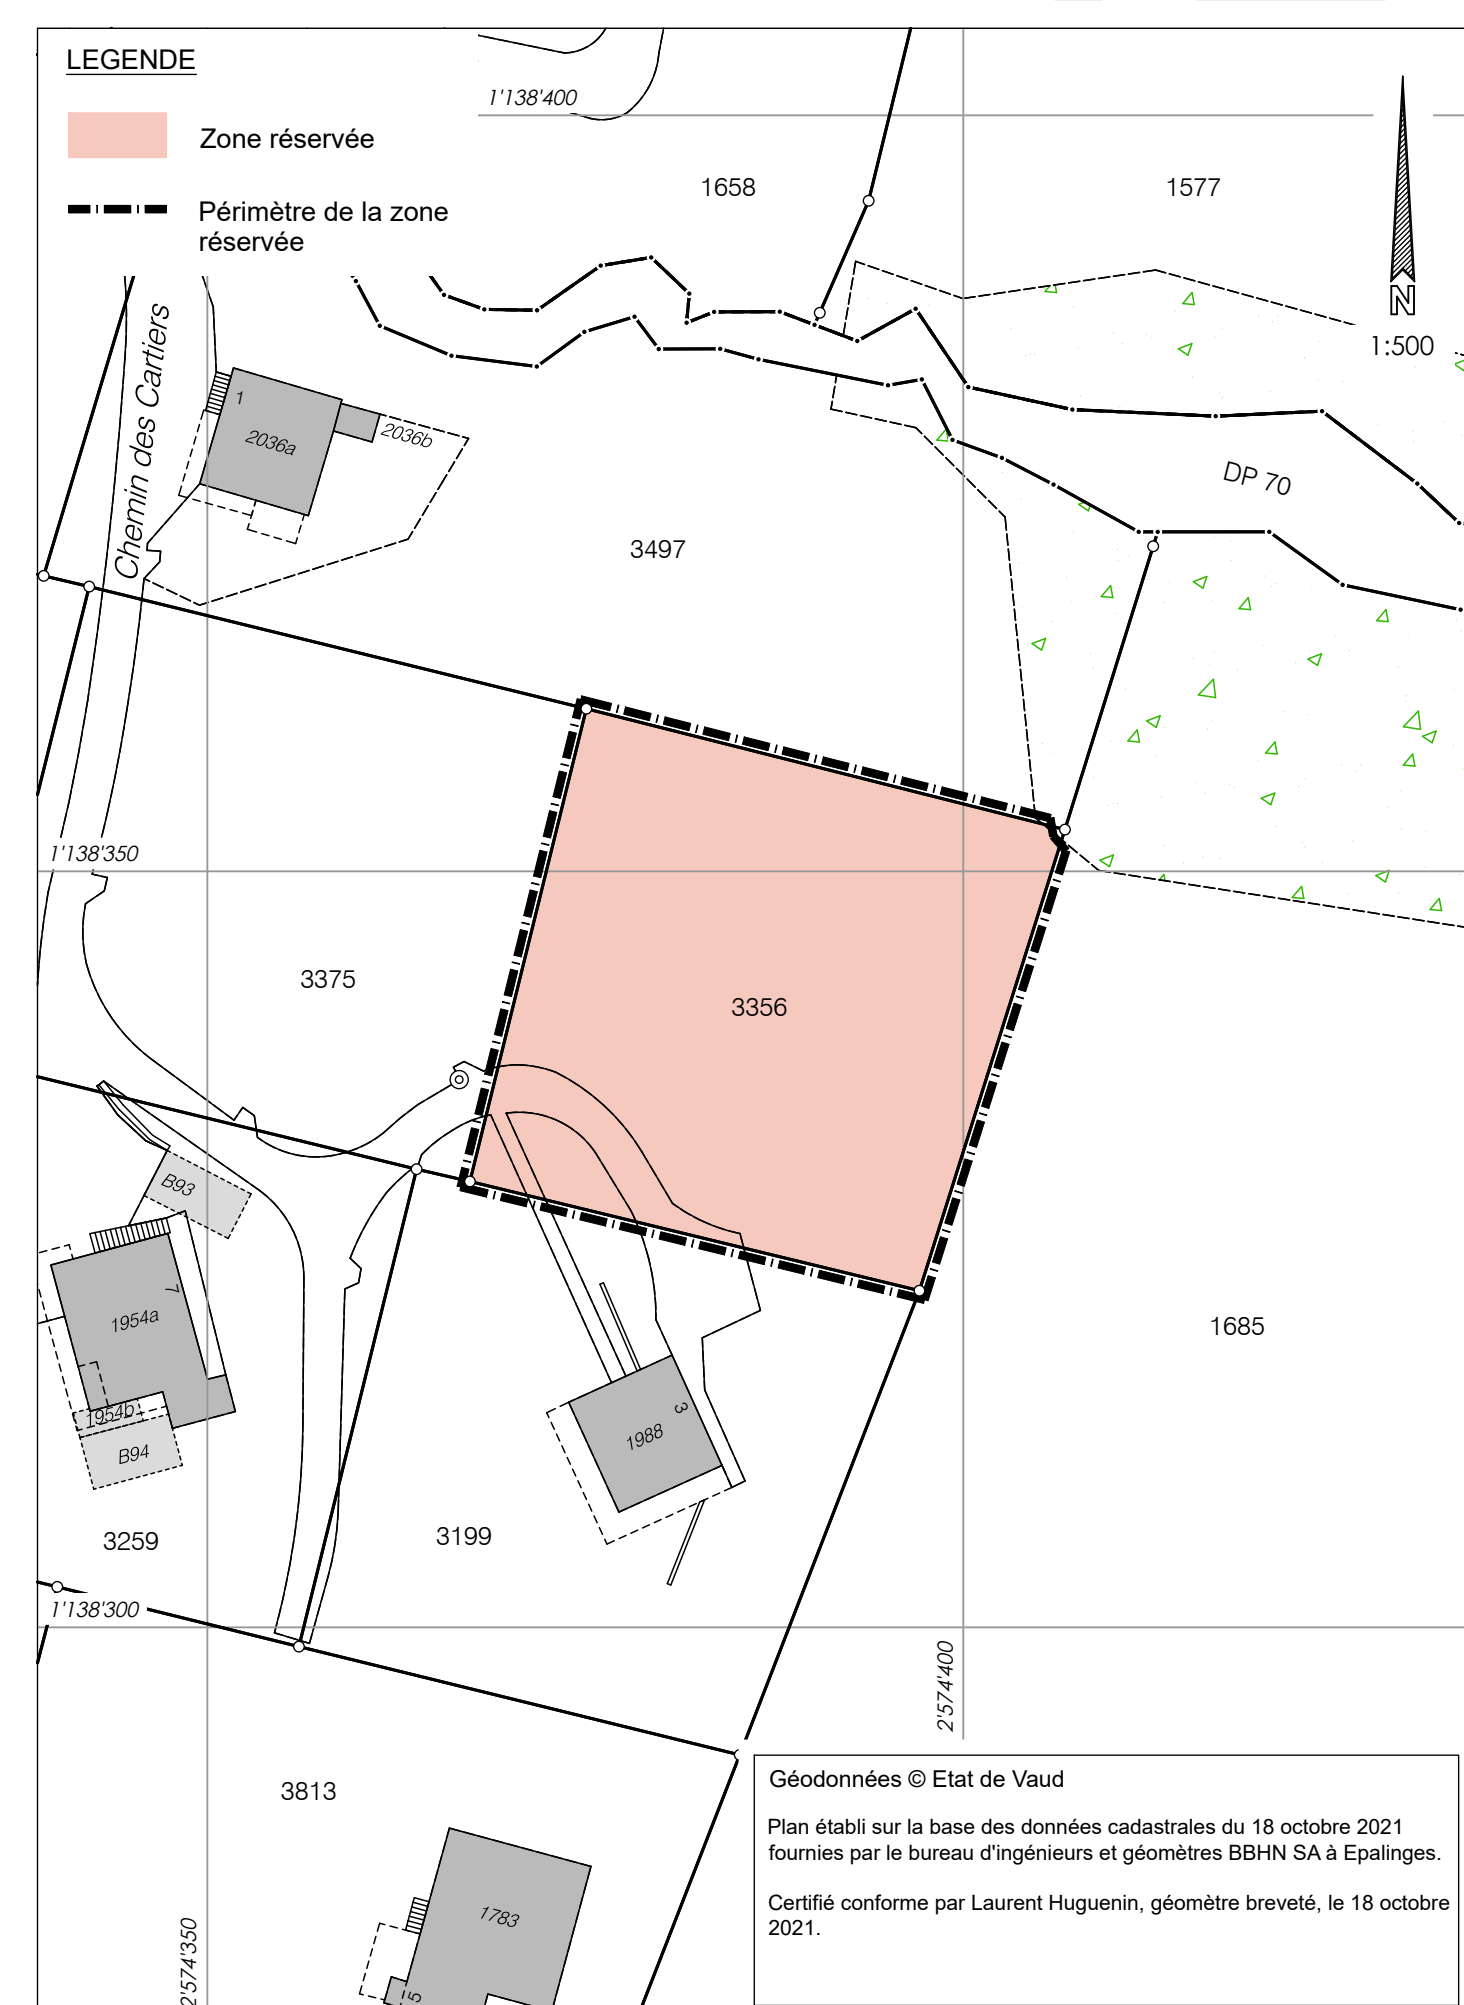 LEGENDE
Zone réservée
Périmètre de la zone
réservée
1'138'400
1658
1577
N
1:500
Chemin des Cartiers
1
2036a
2036b
DP 70
3497
1'138'350
3375
3356
B93
7
1954a
1954b
B94
3
1988
1685
3259
3199
1'138'300
2'574'400
3813
1783
5
2'574'350
Géodonnées © Etat de Vaud
Plan établi sur la base des données cadastrales du 18 octobre 2021
fournies par le bureau d'ingénieurs et géomètres BBHN SA à Epalinges.
Certifié conforme par Laurent Huguenin, géomètre breveté, le 18 octobre
2021.